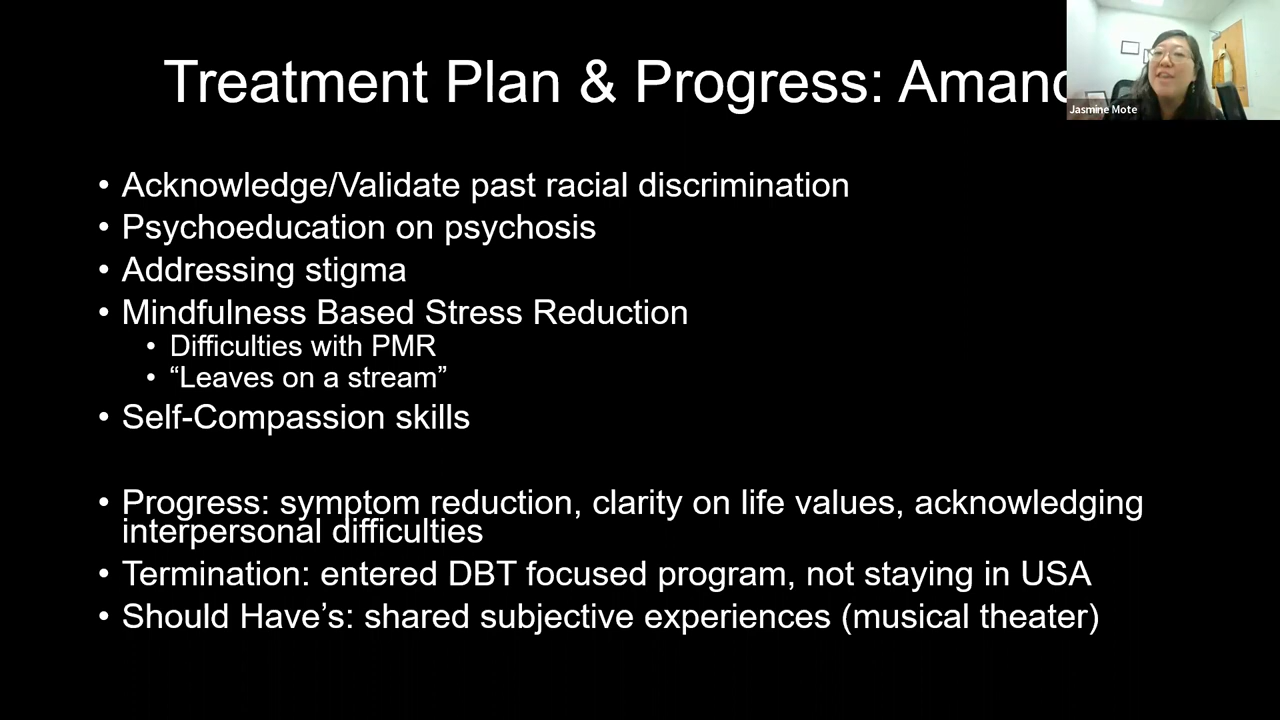 Treatment Plan & Progress: Amand
Jasmine Mote
• Acknowledge/Validate past racial discrimination
• Psychoeducation on psychosis
• Addressing stigma
• Mindfulness Based Stress Reduction
• Difficulties with PMR
• “Leaves on a stream”
• Self-Compassion skills
• Progress: symptom reduction, clarity on life values, acknowledging
interpersonal difficulties
• Termination: entered DBT focused program, not staying in USA
• Should Have’s: shared subjective experiences (musical theater)